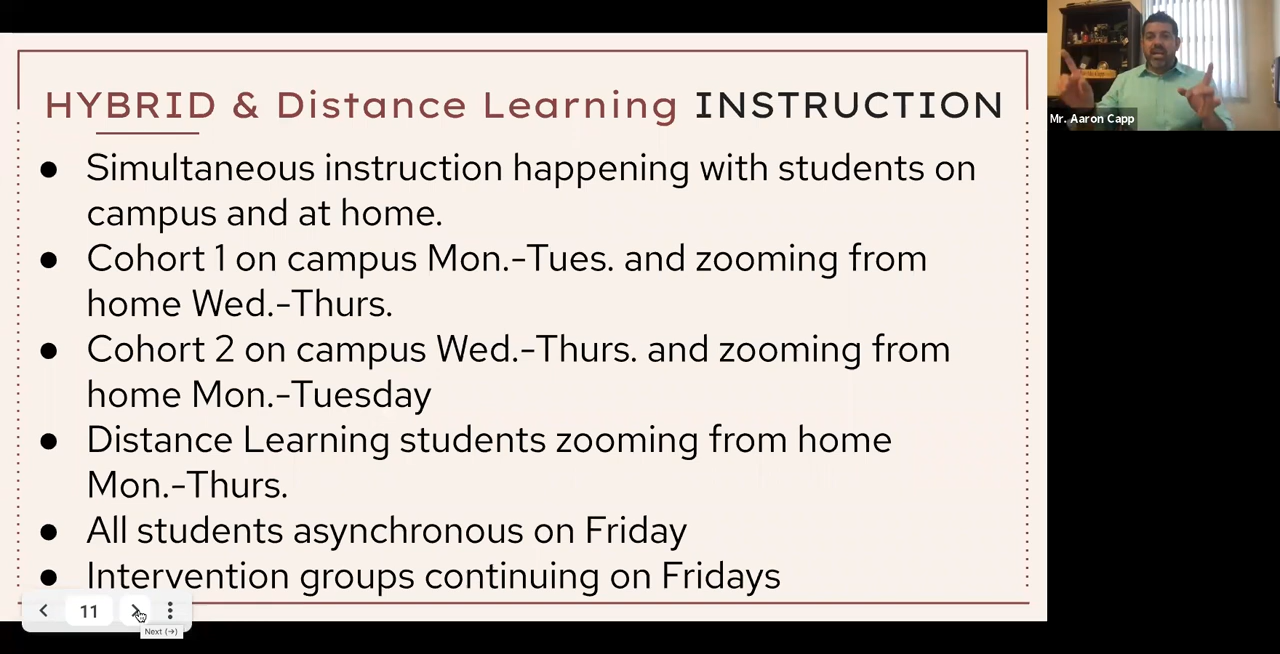 HYBRID & Distance Learning INSTRUCTION
● Simultaneous instruction happening with students on
campus and at home.
● Cohort 1 on campus Mon.-Tues. and zooming from
home Wed.-Thurs.
● Cohort 2 on campus Wed.-Thurs. and zooming from
home Mon.-Tuesday
● Distance Learning students zooming from home
Mon.-Thurs.
● All students asynchronous on Friday
● Intervention groups continuing on Fridays
11
Next (→)
Mr. Aaron Capp